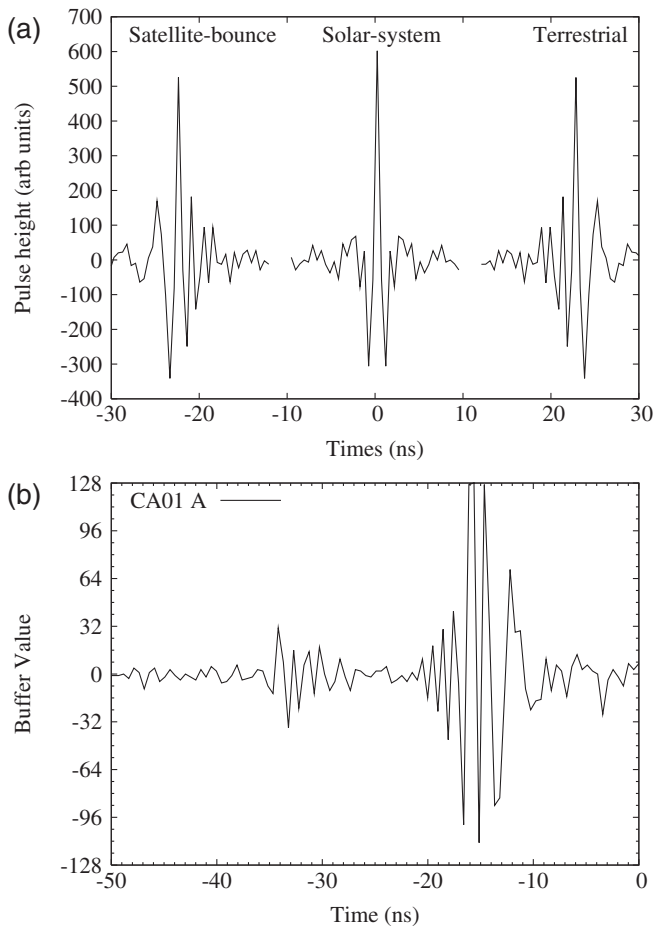 (a)
700
600
500
400
300
200
100
0
-100
-200
-300
-400
Pulse height (arb units)
Satellite-bounce Solar-system Terrestrial
-30 -20 -10 0 10 20 30
Times (ns)
(b)
128
96
64
32
0
-32
-64
-96
-128
Buffer Value
CA01 A
-50 -40 -30 -20 -10 0
Time (ns)